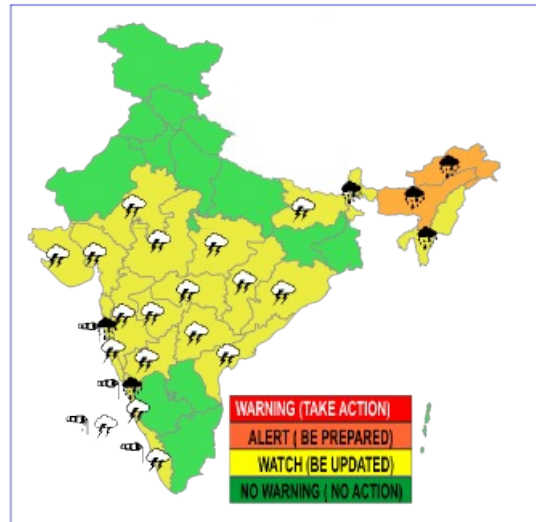 WARNING (TAKE ACTION)
ALERT ( BE PREPARED)
WATCH (BE UPDATED)
NO WARNING ( NO ACTION)